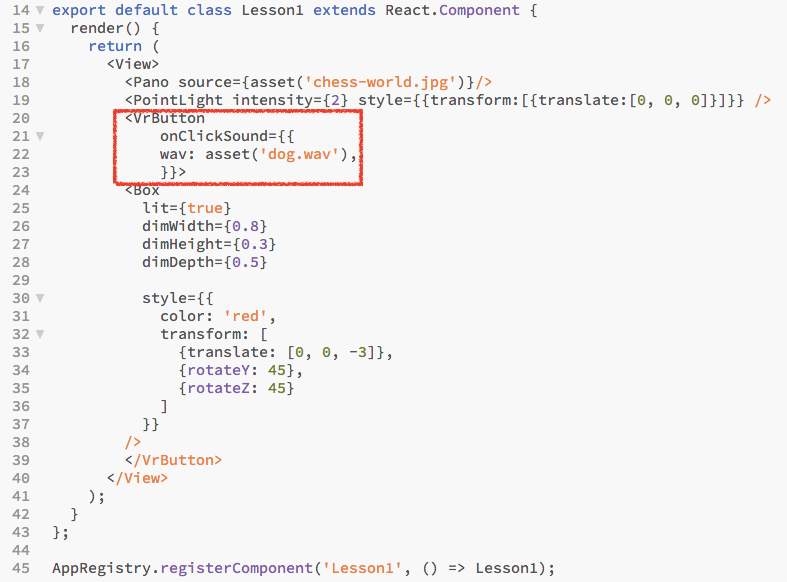 14 export default class Lesson1 extends React.Component {
15 render() {
16 return (
17 <View>
18 <Pano source={asset('chess-world.jpg')}/>
19 <PointLight intensity={2} style={{transform:[{translate:[0, 0, 0]}]}} />
20 <VrButton
21 onClickSound={{
22 wav: asset('dog.wav'),
23 }}>
24 <Box
25 lit={true}
26 dimWidth={0.8}
27 dimHeight={0.3}
28 dimDepth={0.5}
29
30 style={{
31 color: 'red',
32 transform: [
33 {translate: [0, 0, -3]},
34 {rotateY: 45},
35 {rotateZ: 45}
36 ]
37 }}
38 />
39 </VrButton>
40 </View>
41 );
42 }
43 };
44
45 AppRegistry.registerComponent('Lesson1', () => Lesson1);